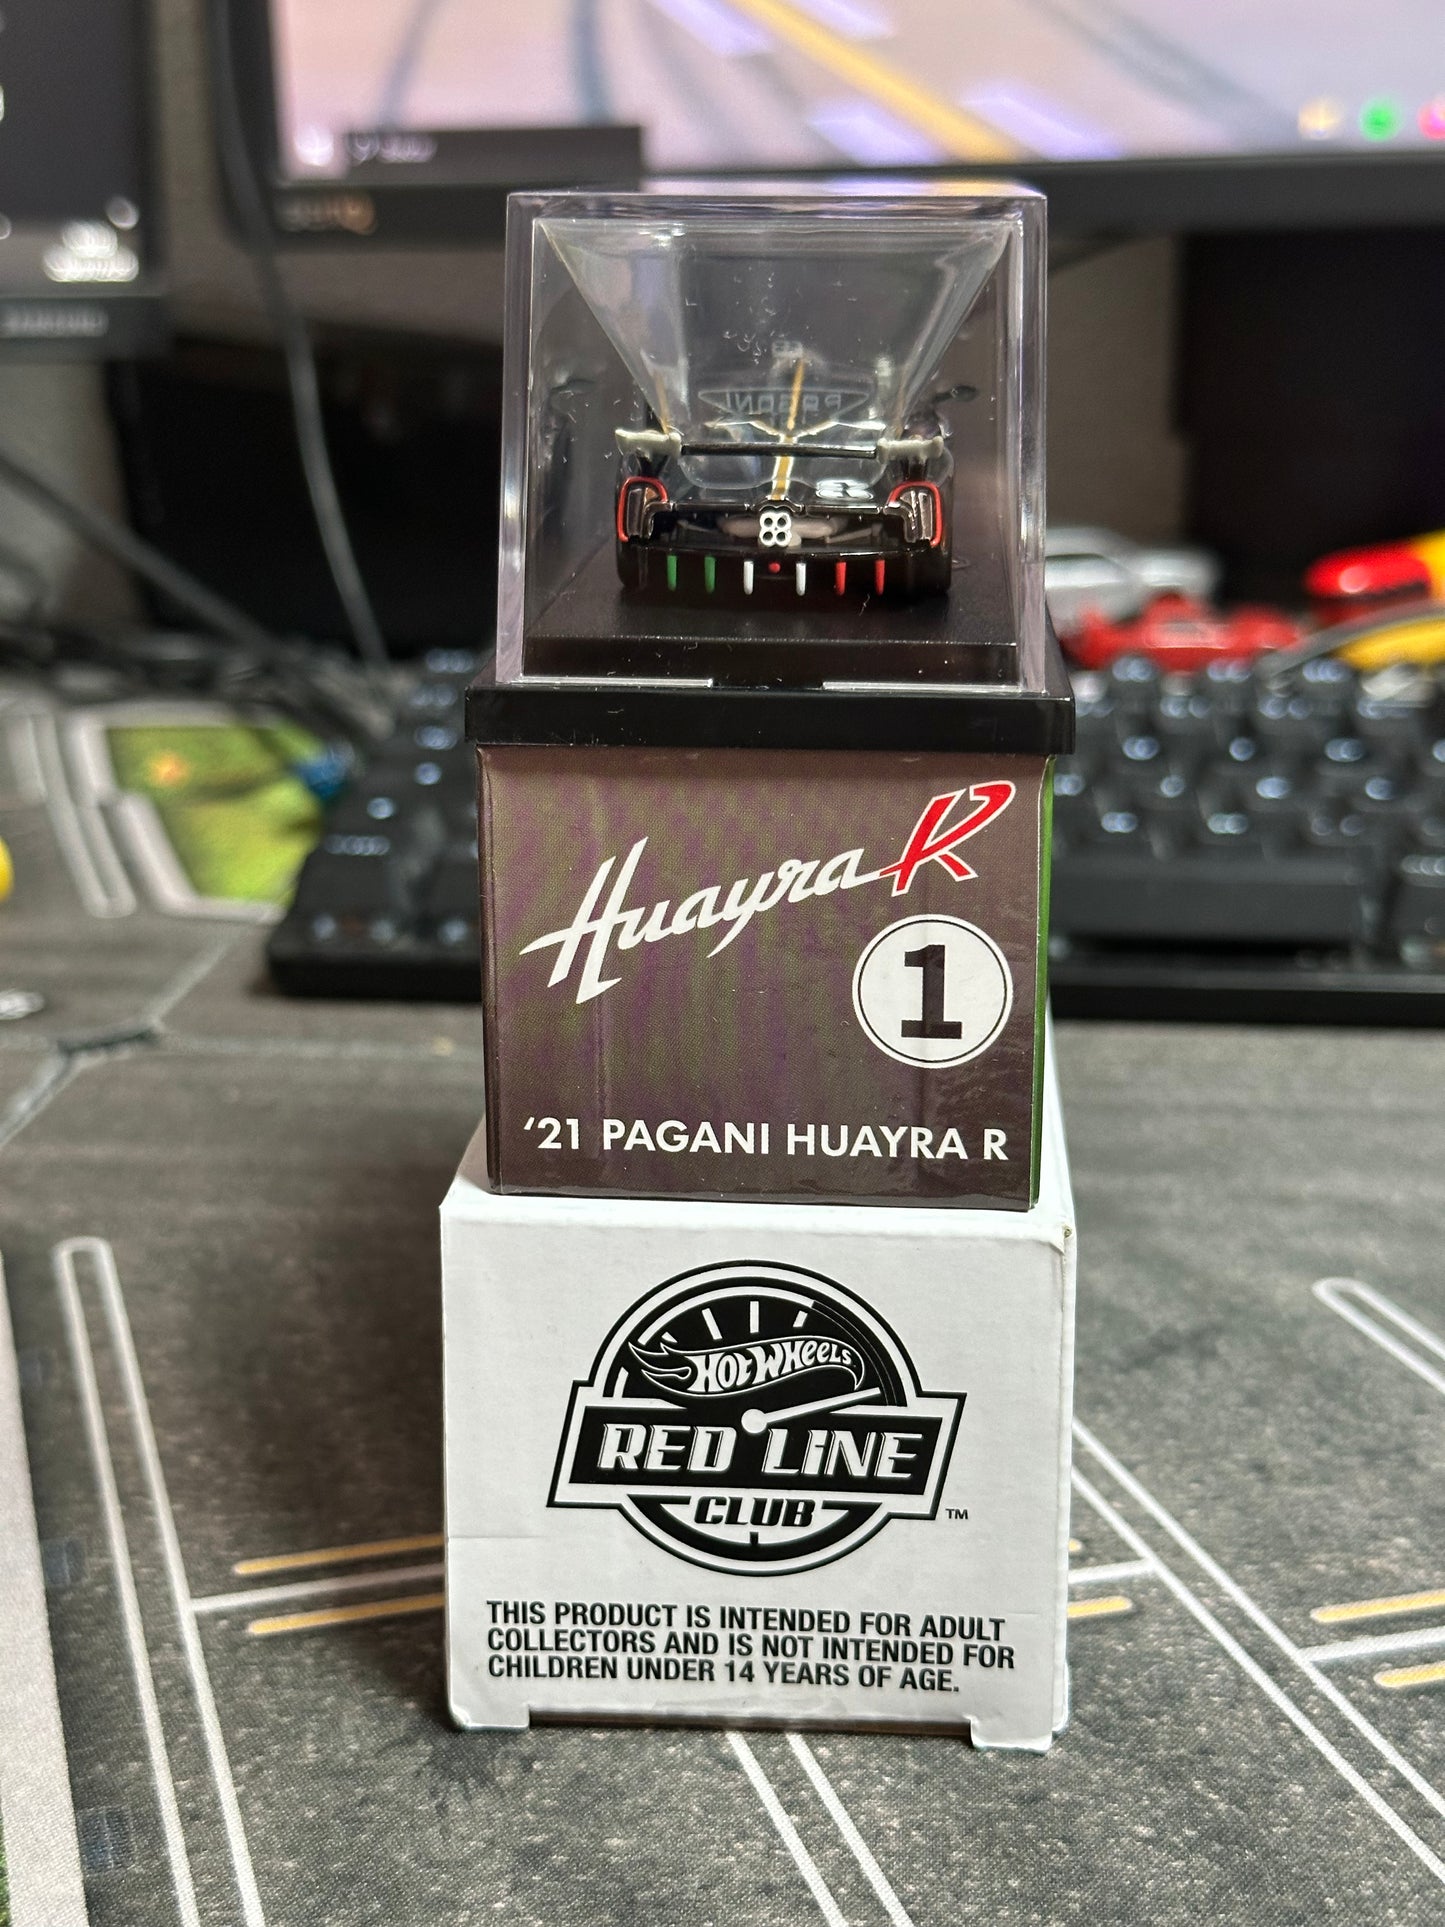 PAGANI
Huayra R
1
'21 PAGANI HUAYRA R
HOT WHEELS
RED LINE
CLUB
TM
THIS PRODUCT IS INTENDED FOR ADULT
COLLECTORS AND IS NOT INTENDED FOR
CHILDREN UNDER 14 YEARS OF AGE.